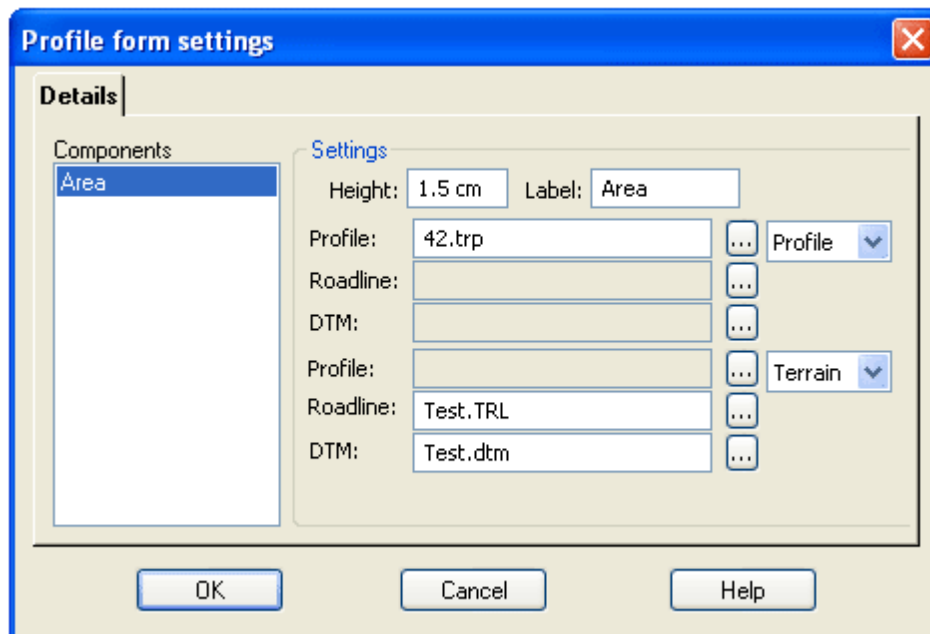 Profile form settings
Details
Components
Area
Settings
Height: 1.5 cm Label: Area
Profile: 42.trp ... Profile
Roadline: ...
DTM: ...
Profile: ... Terrain
Roadline: Test.TRL ...
DTM: Test.dtm ...
OK Cancel Help